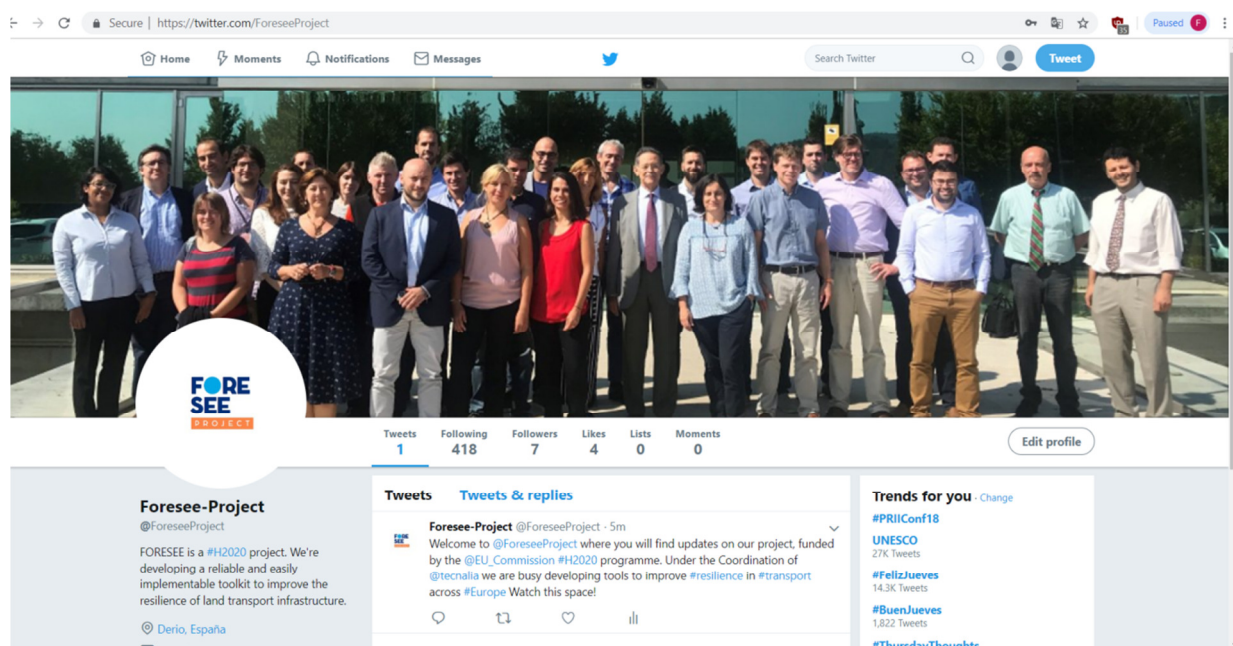 Secure | https://twitter.com/ForeseeProject
35
Paused F
Home Moments Notifications Messages
Search Twitter
Tweet
FORE
SEE
PROJECT
Tweets Following Followers Likes Lists Moments
1 418 7 4 0 0
Edit profile
Foresee-Project
@ForeseeProject
FORESEE is a #H2020 project. We're
developing a reliable and easily
implementable toolkit to improve the
resilience of land transport infrastructure.
Derio, España
Tweets Tweets & replies
FORE
SEE
Foresee-Project @ForeseeProject · 5m
Welcome to @ForeseeProject where you will find updates on our project, funded
by the @EU_Commission #H2020 programme. Under the Coordination of
@tecnalia we are busy developing tools to improve #resilience in #transport
across #Europe Watch this space!
Trends for you · Change
#PRIIConf18
UNESCO
27K Tweets
#FelizJueves
14.3K Tweets
#BuenJueves
1,822 Tweets
#ThursdayThoughts